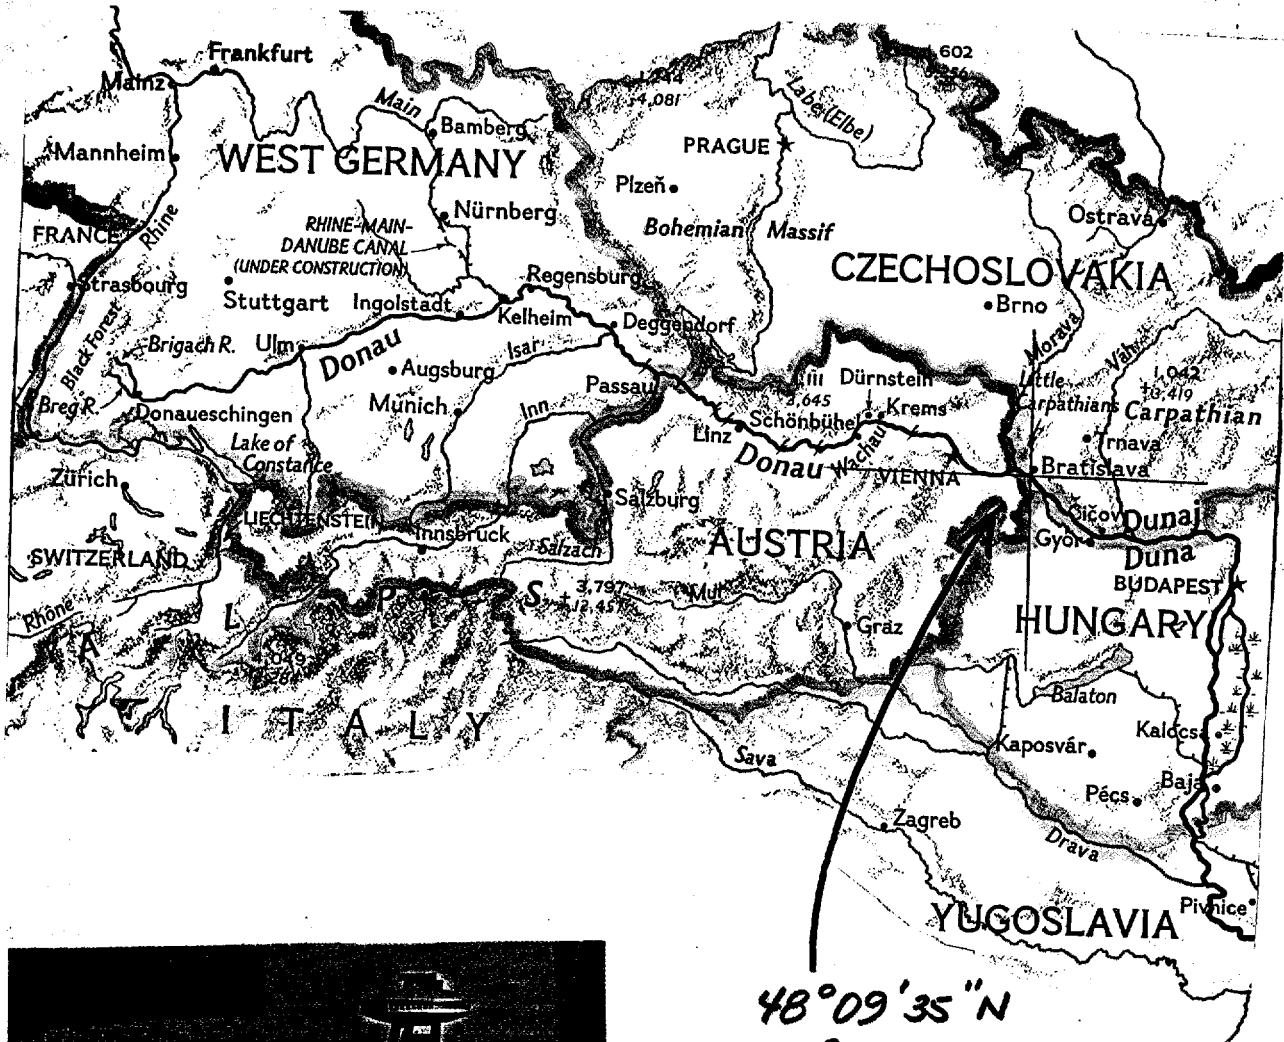 Frankfurt
Mainz
Main
Bamberg
Mannheim
WEST GERMANY
Nürnberg
RHINE-MAIN-
DANUBE CANAL
(UNDER CONSTRUCTION)
Rhine
FRANCE
Strasbourg
Stuttgart
Ingolstadt
Regensburg
Kelheim
Deggendorf
Black Forest
Brigach R.
Ulm
Donau
Isar
Augsburg
Passau
Breg R.
Donaueschingen
Munich
Inn
Lake of
Constance
Zürich
LIECHTENSTEIN
Innsbruck
Salzach
Salzburg
SWITZERLAND
Rhône
A L P S
3,797
12,457
ITALY
4,081
602
Labe (Elbe)
PRAGUE
Plzeň
Bohemian Massif
Ostrava
CZECHOSLOVAKIA
Brno
Morava
Váh
Little
Carpathians
1,042
3,419
Carpathian
Trnava
Dürnstein
3,645
Schönbühel
Krems
Linz
Wachau
Donau
VIENNA
Bratislava
Čičov
Dunaj
AUSTRIA
Györ
Duna
BUDAPEST
Mur
Graz
HUNGARY
Balaton
Kaposvár
Kalocsa
Pécs
Baja
Sava
Zagreb
Drava
YUGOSLAVIA
Pivnice
48°09'35"N